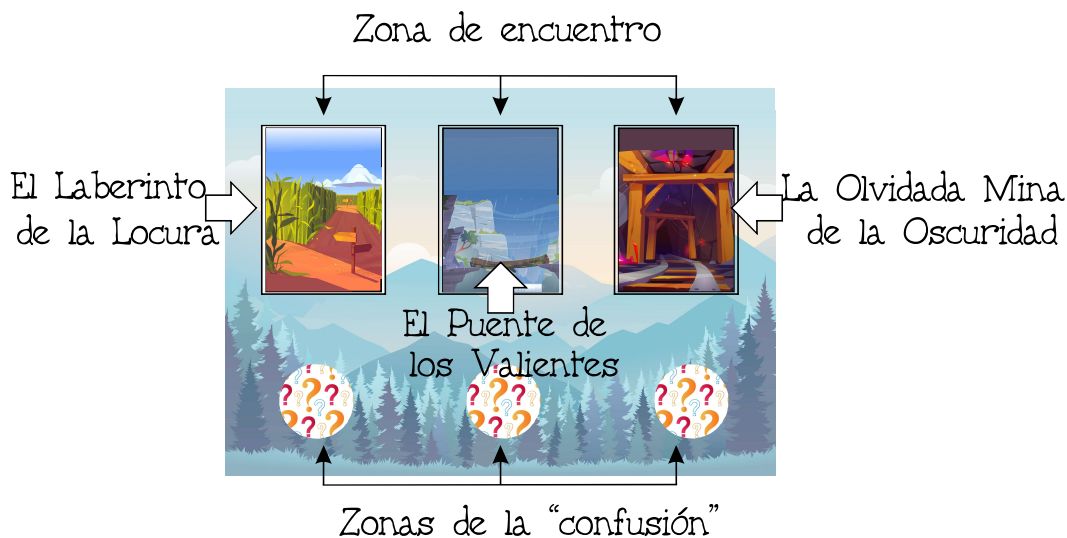 Zona de encuentro
El Laberinto
de la Locura
La Olvidada Mina
de la Oscuridad
El Puente de
los Valientes
Zonas de la “confusión”